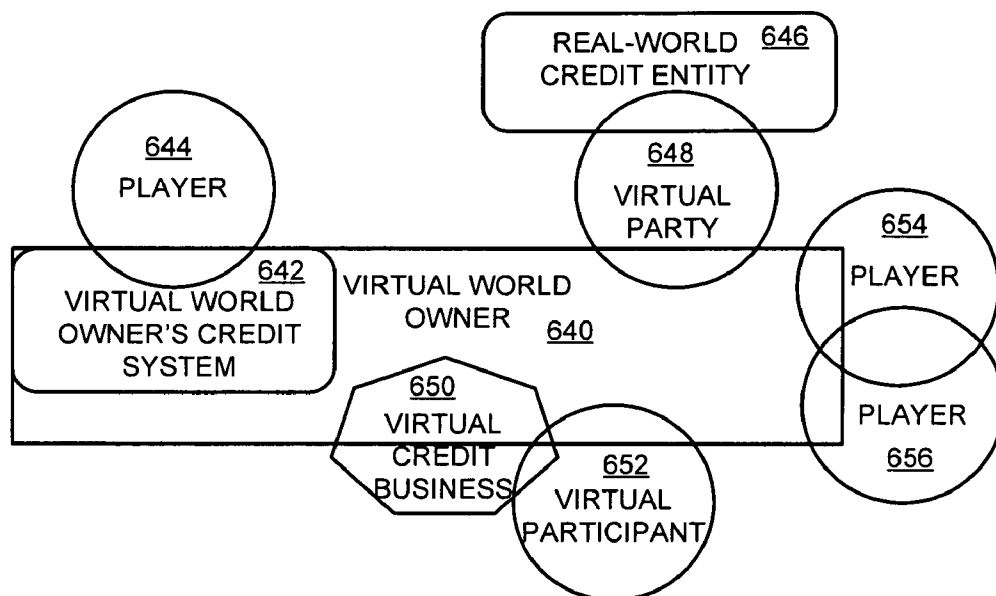 REAL-WORLD 646
CREDIT ENTITY
644
PLAYER
648
VIRTUAL
PARTY
654
PLAYER
642
VIRTUAL WORLD
OWNER'S CREDIT
SYSTEM
VIRTUAL WORLD
OWNER 640
650
VIRTUAL
CREDIT
BUSINESS
652
VIRTUAL
PARTICIPANT
PLAYER
656